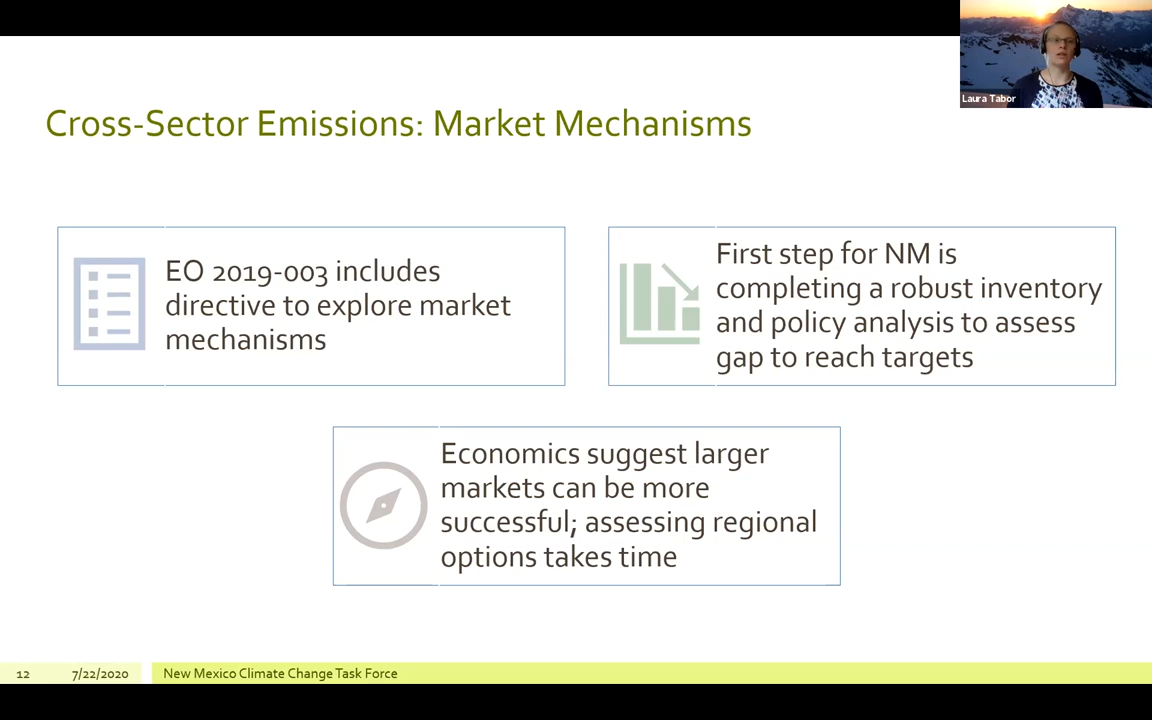 Laura Tabor
Cross-Sector Emissions: Market Mechanisms
EO 2019-003 includes
directive to explore market
mechanisms
First step for NM is
completing a robust inventory
and policy analysis to assess
gap to reach targets
Economics suggest larger
markets can be more
successful; assessing regional
options takes time
12 7/22/2020 New Mexico Climate Change Task Force